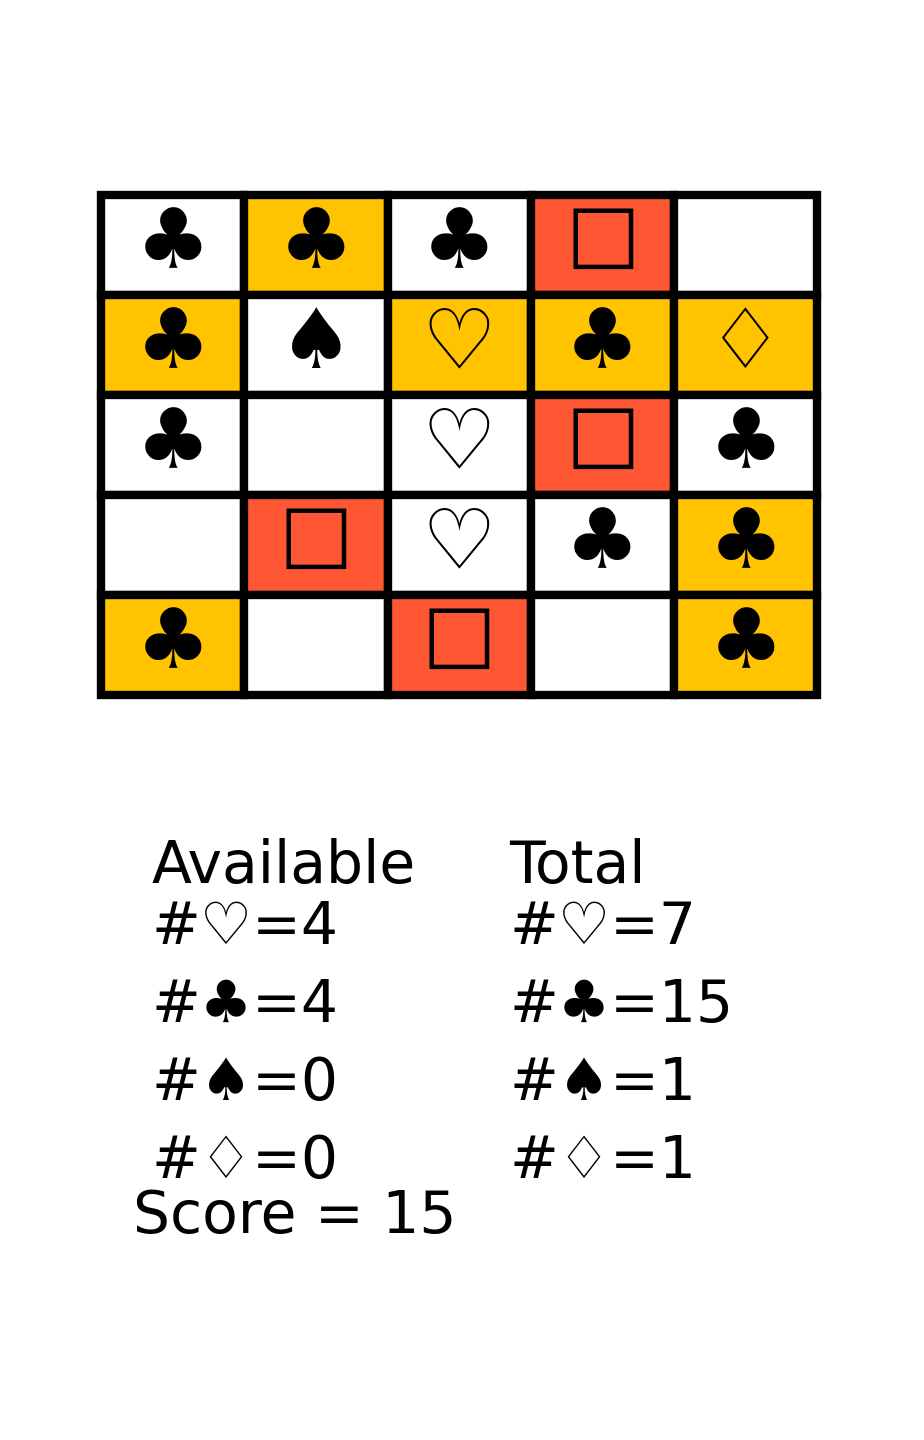 ♣ ♣ ♣ □
♣ ♠ ♡ ♣ ♢
♣ ♡ □ ♣
□ ♡ ♣ ♣
♣ □ ♣
Available Total
#♡=4 #♡=7
#♣=4 #♣=15
#♠=0 #♠=1
#♢=0 #♢=1
Score = 15